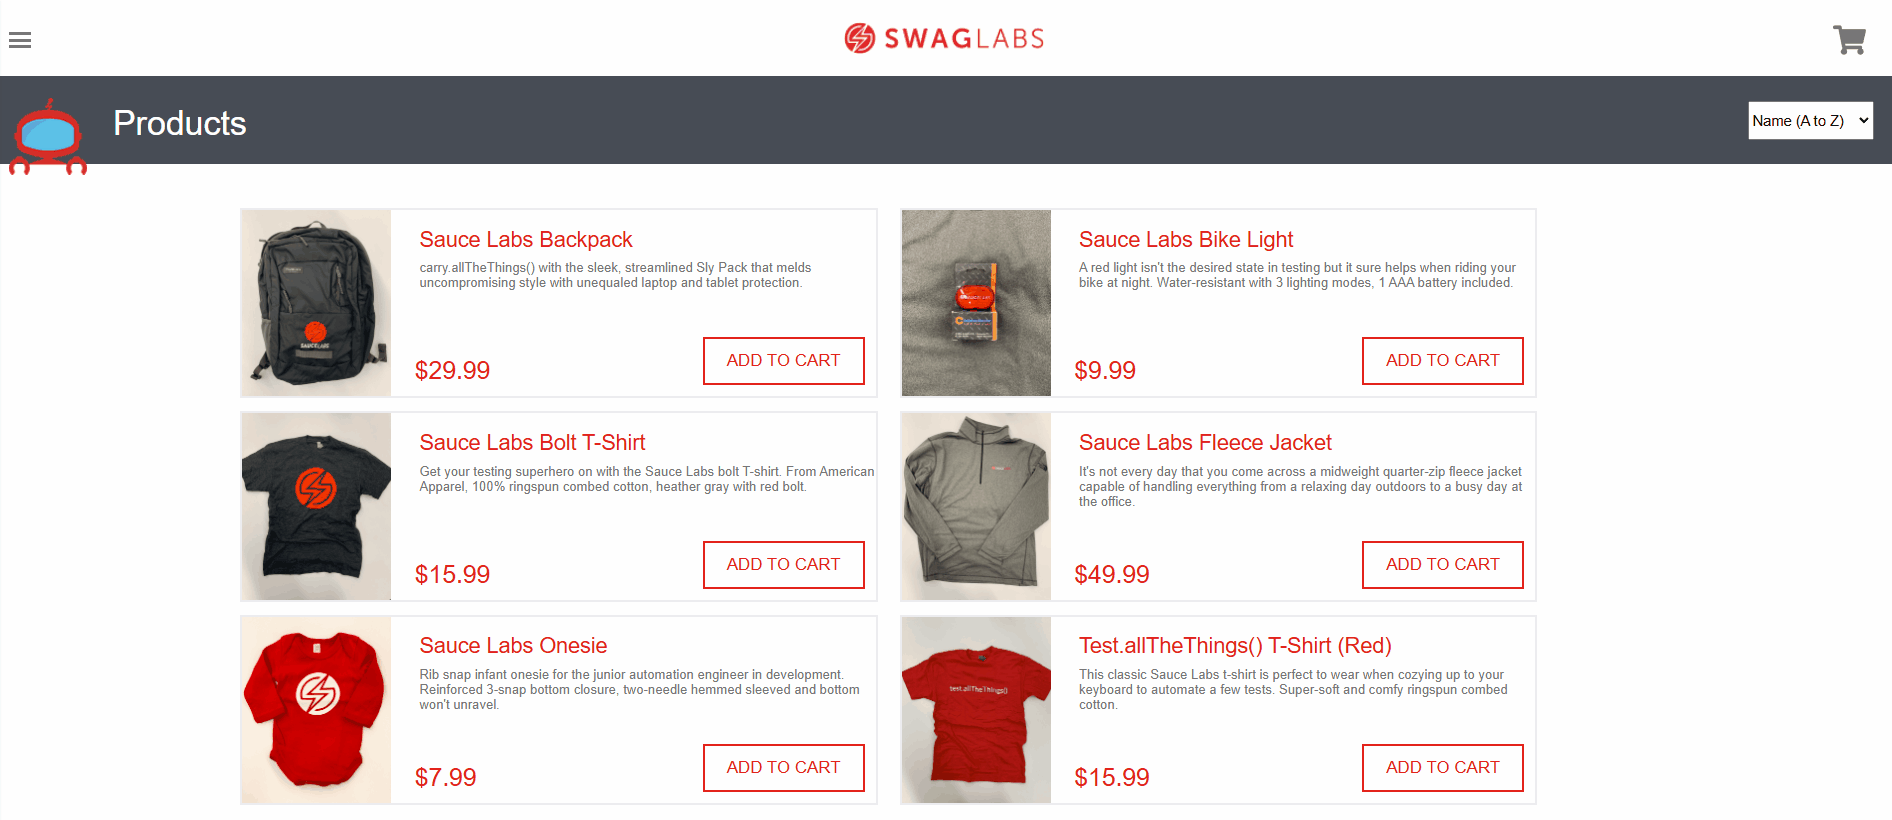 SWAGLABS
Products
Name (A to Z)
Sauce Labs Backpack
carry.allTheThings() with the sleek, streamlined Sly Pack that melds
uncompromising style with unequaled laptop and tablet protection.
SAUCELABS
$29.99
ADD TO CART
Sauce Labs Bike Light
A red light isn't the desired state in testing but it sure helps when riding your
bike at night. Water-resistant with 3 lighting modes, 1 AAA battery included.
$9.99
ADD TO CART
Sauce Labs Bolt T-Shirt
Get your testing superhero on with the Sauce Labs bolt T-shirt. From American
Apparel, 100% ringspun combed cotton, heather gray with red bolt.
$15.99
ADD TO CART
Sauce Labs Fleece Jacket
It's not every day that you come across a midweight quarter-zip fleece jacket
capable of handling everything from a relaxing day outdoors to a busy day at
the office.
$49.99
ADD TO CART
Sauce Labs Onesie
Rib snap infant onesie for the junior automation engineer in development.
Reinforced 3-snap bottom closure, two-needle hemmed sleeved and bottom
won't unravel.
$7.99
ADD TO CART
Test.allTheThings() T-Shirt (Red)
This classic Sauce Labs t-shirt is perfect to wear when cozying up to your
keyboard to automate a few tests. Super-soft and comfy ringspun combed
cotton.
test.allTheThings()
$15.99
ADD TO CART